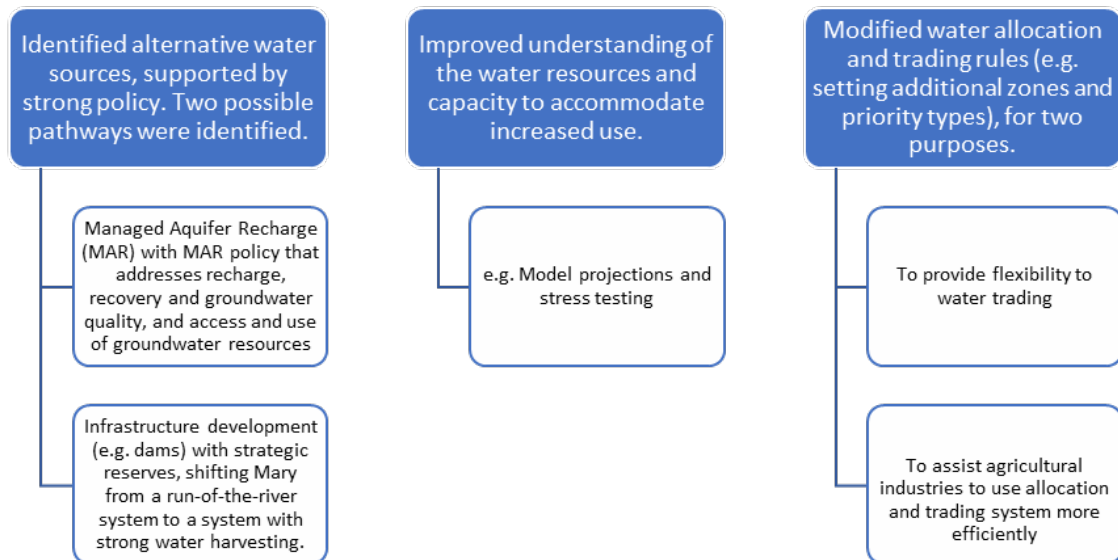 Identified alternative water
sources, supported by
strong policy. Two possible
pathways were identified.
Managed Aquifer Recharge
(MAR) with MAR policy that
addresses recharge,
recovery and groundwater
quality, and access and use
of groundwater resources
Infrastructure development
(e.g. dams) with strategic
reserves, shifting Mary
from a run-of-the-river
system to a system with
strong water harvesting.
Improved understanding of
the water resources and
capacity to accommodate
increased use.
e.g. Model projections and
stress testing
Modified water allocation
and trading rules (e.g.
setting additional zones and
priority types), for two
purposes.
To provide flexibility to
water trading
To assist agricultural
industries to use allocation
and trading system more
efficiently